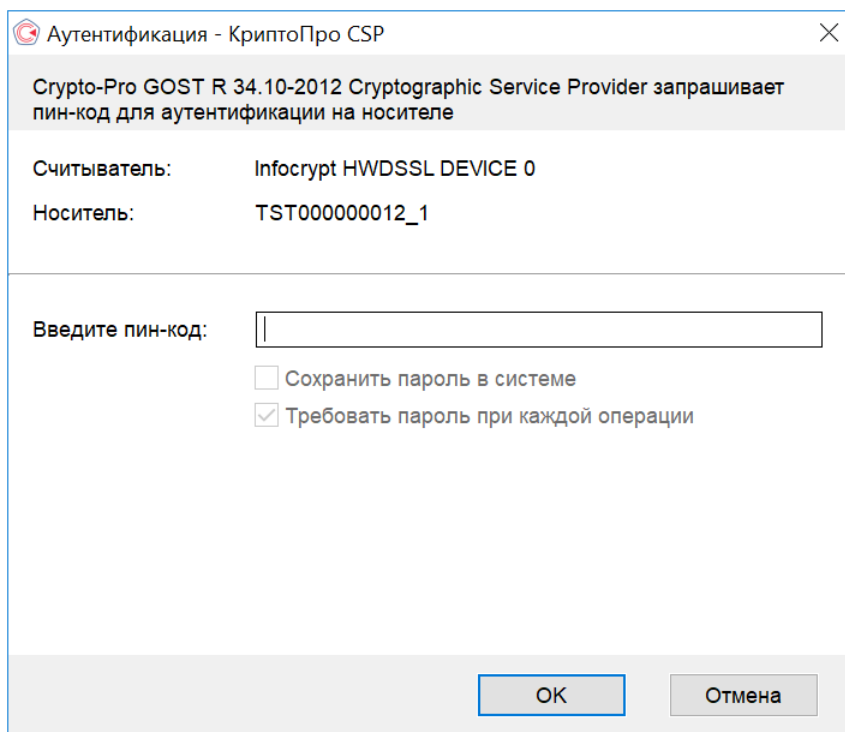 Аутентификация - КриптоПро CSP
Crypto-Pro GOST R 34.10-2012 Cryptographic Service Provider запрашивает
пин-код для аутентификации на носителе
Считыватель: Infocrypt HWDSSL DEVICE 0
Носитель: TST000000012_1
Введите пин-код:
Сохранить пароль в системе
Требовать пароль при каждой операции
OK Отмена